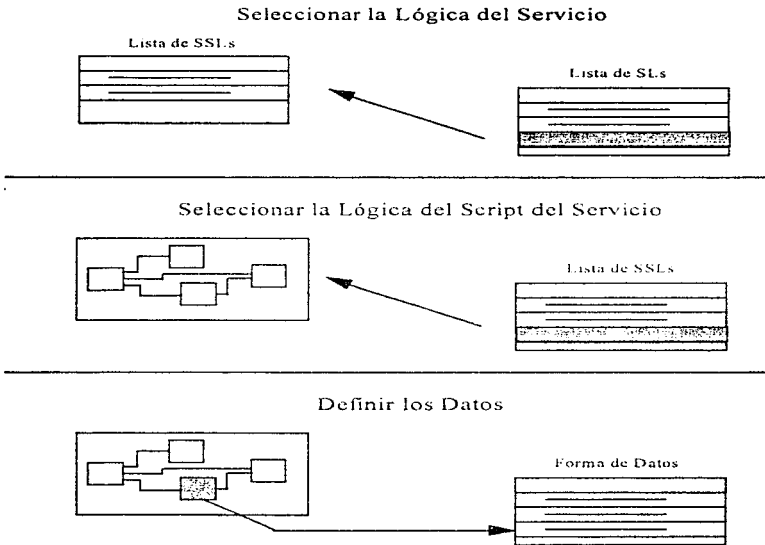 Seleccionar la Lógica del Servicio
Lista de SSLs
Lista de SLs
Seleccionar la Lógica del Script del Servicio
Lista de SSLs
Definir los Datos
Forma de Datos